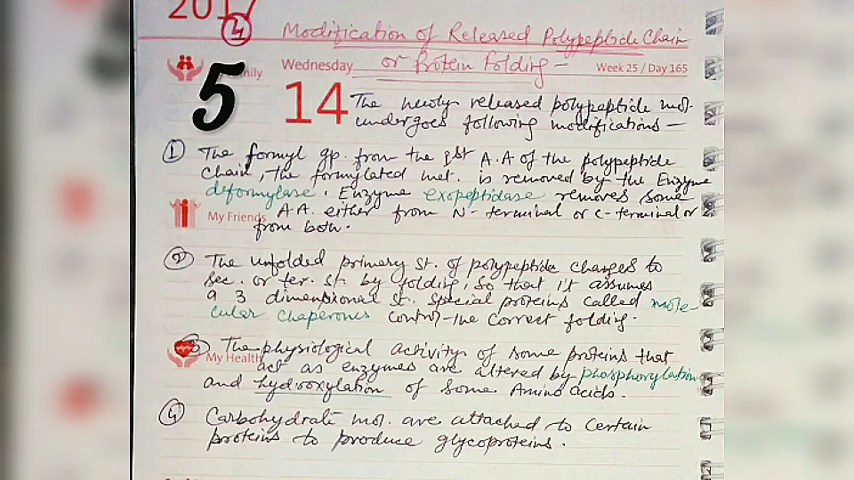 2017
4 Modification of Released Polypeptide Chain
Wednesday or Protein Folding – Week 25 / Day 165
5 14 The newly released polypeptide mol.
undergoes following modifications –
1 The formyl gp. from the 1st A.A of the polypeptide
chain, the formylated met. is removed by the Enzyme
deformylase. Enzyme exopeptidase removes some
My Friends A.A. either from N-terminal or C-terminal or
from both.
2 The unfolded primary st. of polypeptide changes to
sec. or ter. st. by folding, so that it assumes
a 3 dimensional st. special proteins called mole-
cular chaperones control the correct folding.
3 The physiological activity of some proteins that
My Health act as enzymes are altered by phosphorylation
and hydroxylation of some Amino acids.
4 Carbohydrate mol. are attached to certain
proteins to produce glycoproteins.